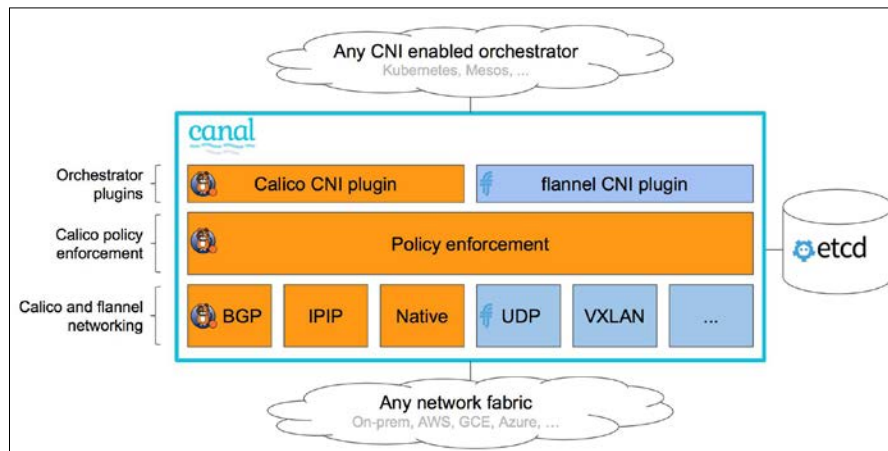 Any CNI enabled orchestrator
Kubernetes, Mesos, ...
canal
Orchestrator
plugins
Calico CNI plugin
flannel CNI plugin
Calico policy
enforcement
Policy enforcement
etcd
Calico and flannel
networking
BGP
IPIP
Native
UDP
VXLAN
...
Any network fabric
On-prem, AWS, GCE, Azure, ...